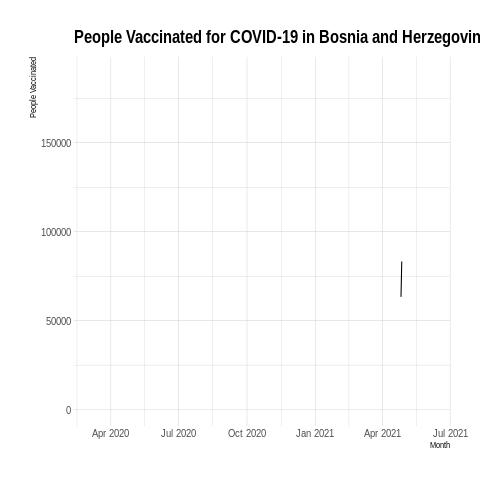 People Vaccinated for COVID-19 in Bosnia and Herzegovin
People Vaccinated
150000
100000
50000
0
Apr 2020 Jul 2020 Oct 2020 Jan 2021 Apr 2021 Jul 2021
Month